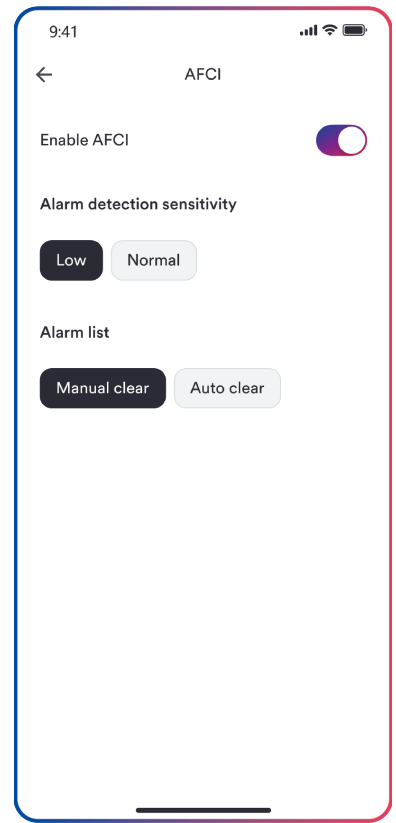 9:41
AFCI
Enable AFCI
Alarm detection sensitivity
Low Normal
Alarm list
Manual clear Auto clear